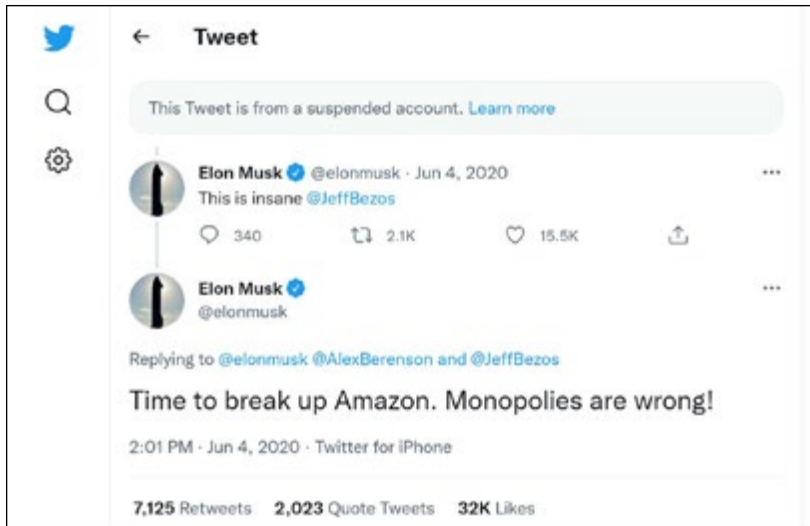 Tweet
This Tweet is from a suspended account. Learn more
Elon Musk @elonmusk · Jun 4, 2020
This is insane @JeffBezos
340 2.1K 15.5K
Elon Musk
@elonmusk
Replying to @elonmusk @AlexBerenson and @JeffBezos
Time to break up Amazon. Monopolies are wrong!
2:01 PM · Jun 4, 2020 · Twitter for iPhone
7,125 Retweets 2,023 Quote Tweets 32K Likes